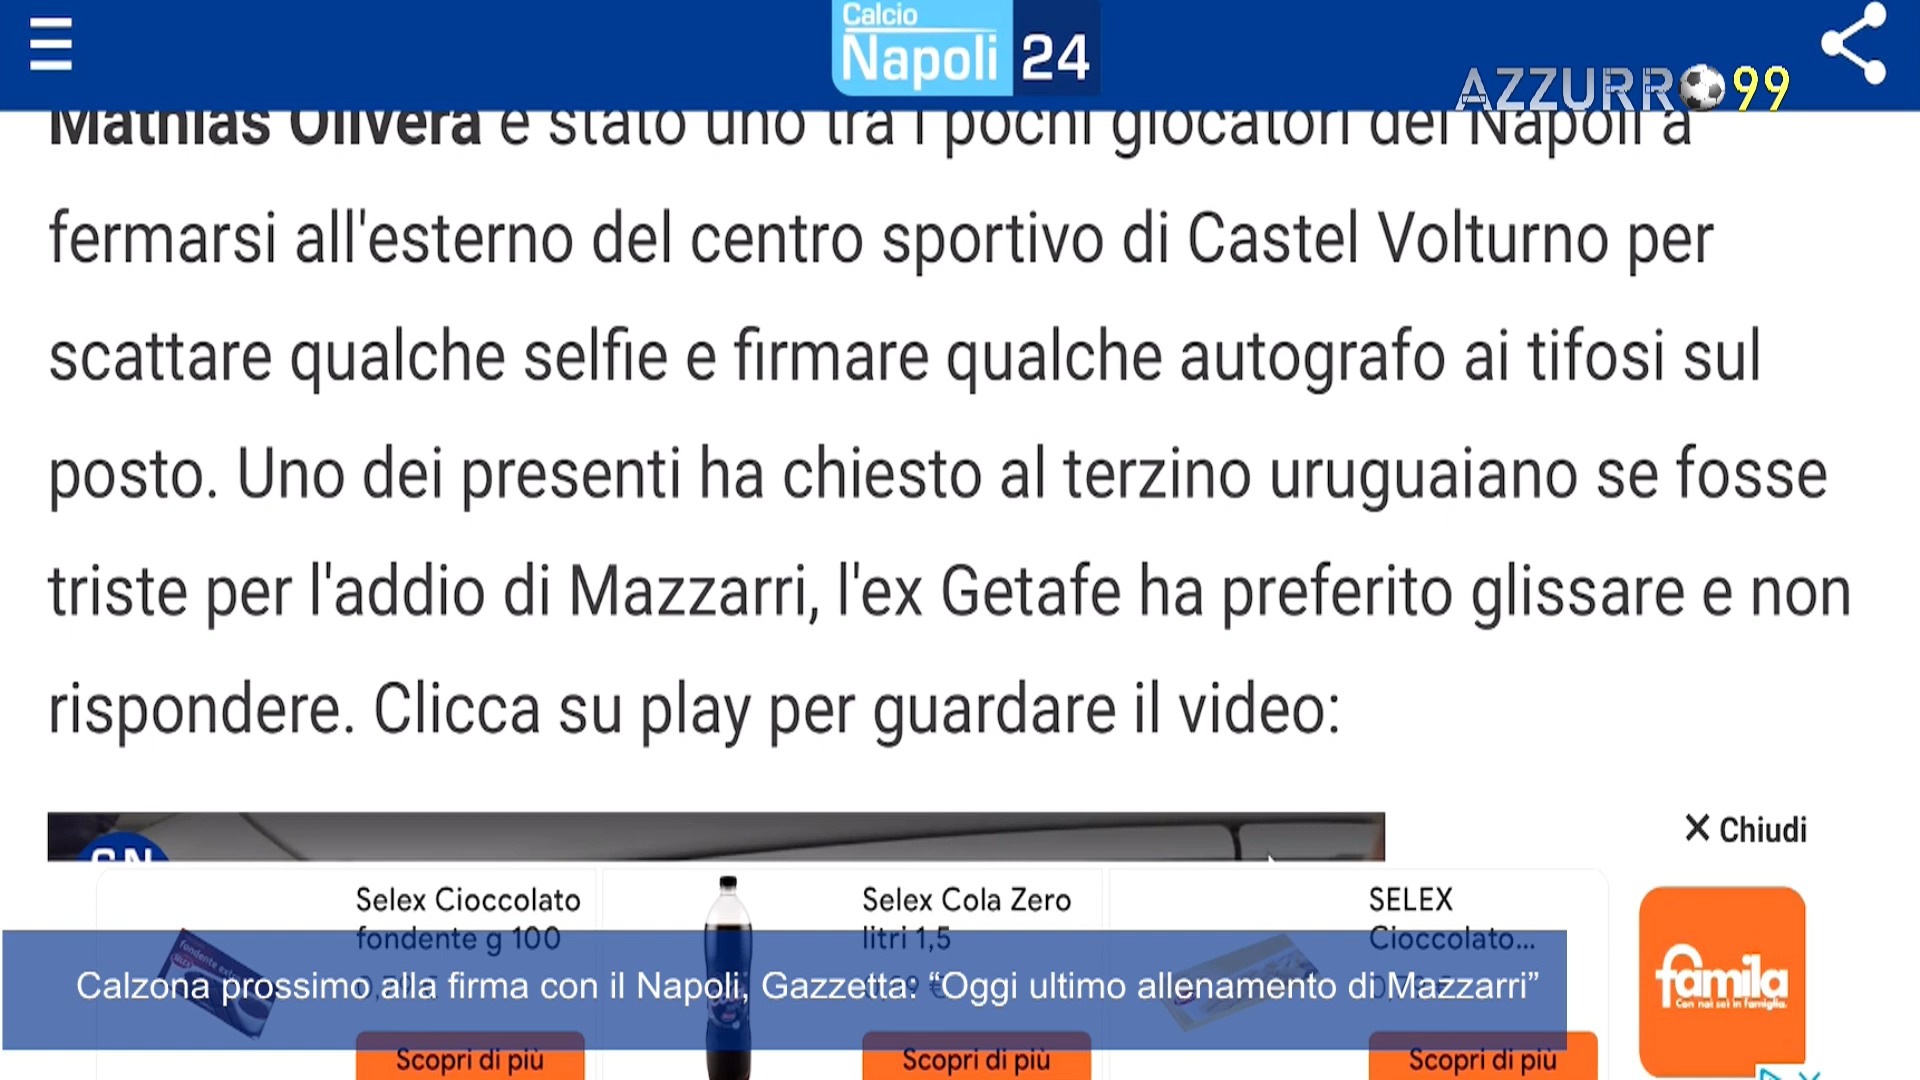 Calcio
Napoli 24
AZZURRO99
Mathias Olivera è stato uno tra i pochi giocatori del Napoli a
fermarsi all'esterno del centro sportivo di Castel Volturno per
scattare qualche selfie e firmare qualche autografo ai tifosi sul
posto. Uno dei presenti ha chiesto al terzino uruguaiano se fosse
triste per l'addio di Mazzarri, l'ex Getafe ha preferito glissare e non
rispondere. Clicca su play per guardare il video:
Chiudi
Selex Cioccolato
fondente g 100
Selex Cola Zero
litri 1,5
SELEX
Cioccolato...
famila
Con noi sei in famiglia.
Calzona prossimo alla firma con il Napoli, Gazzetta: “Oggi ultimo allenamento di Mazzarri”
Scopri di più
Scopri di più
Scopri di più